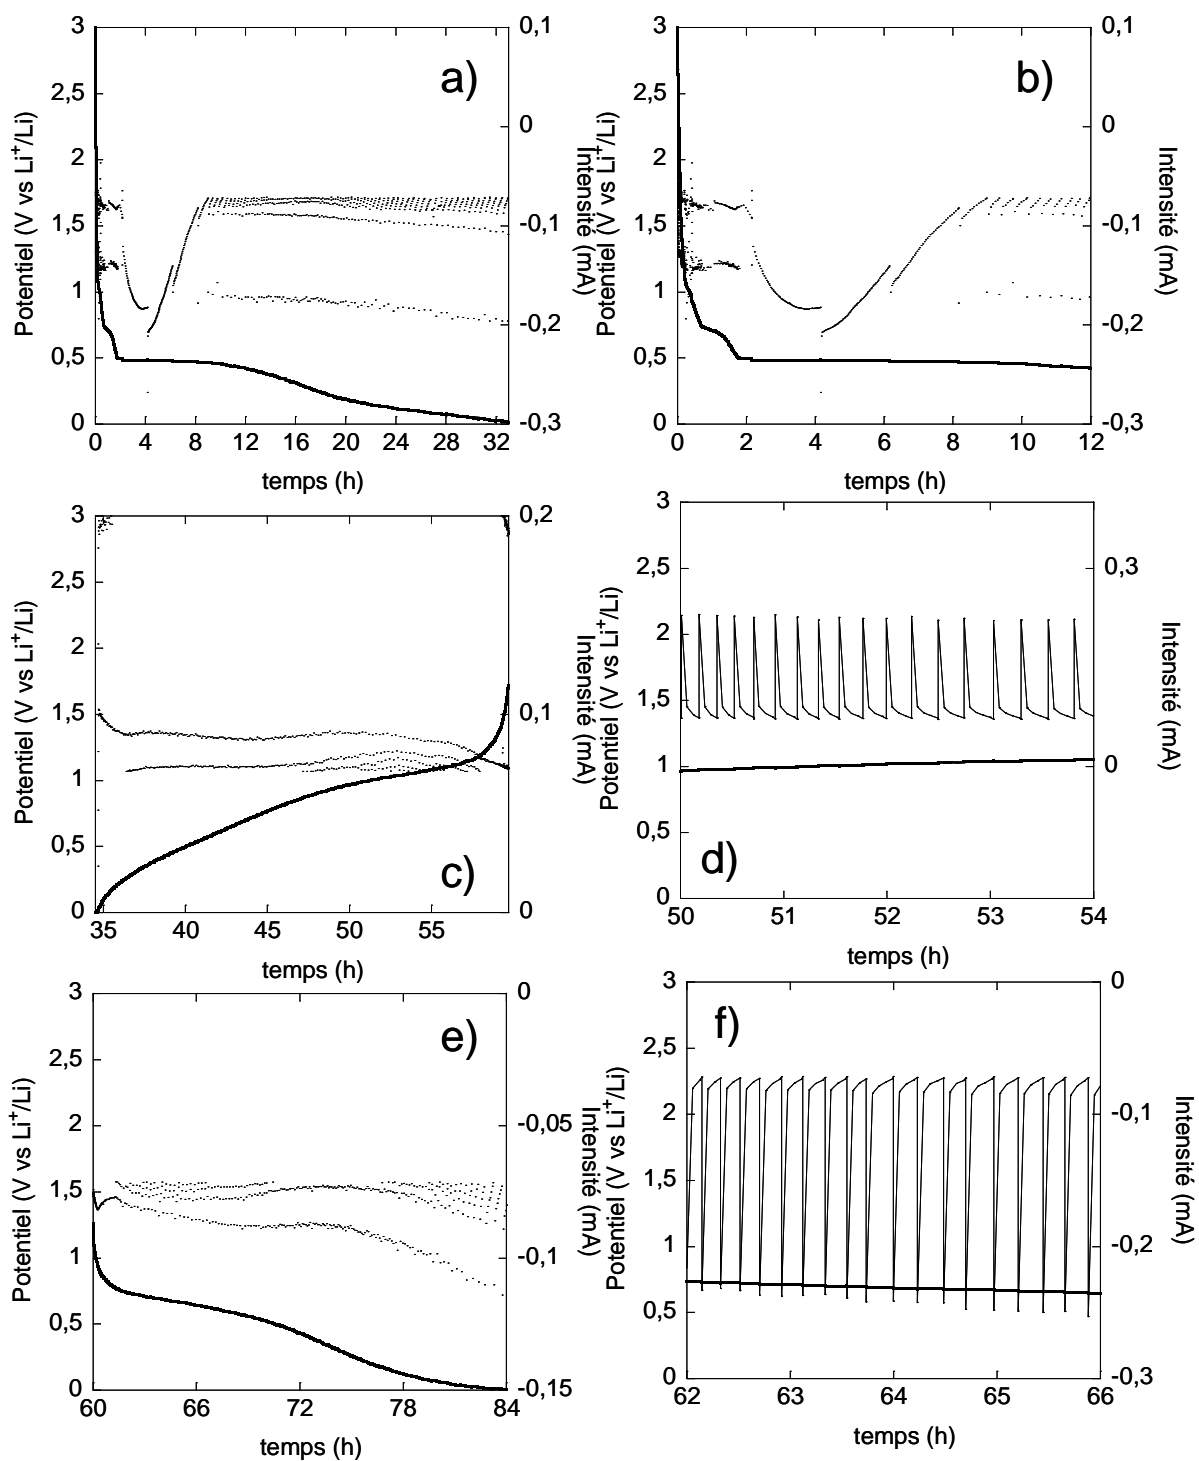 3
2,5
2
1,5
1
0,5
0
Potentiel (V vs Li+/Li)
0 4 8 12 16 20 24 28 32
temps (h)
0,1
0
-0,1
-0,2
-0,3
Intensité (mA)
a)
3
2,5
2
1,5
1
0,5
0
Potentiel (V vs Li+/Li)
0 2 4 6 8 10 12
temps (h)
0,1
0
-0,1
-0,2
-0,3
Intensité (mA)
b)
3
2,5
2
1,5
1
0,5
0
Potentiel (V vs Li+/Li)
35 40 45 50 55
temps (h)
0,2
0,1
0
Intensité (mA)
c)
3
2,5
2
1,5
1
0,5
0
Potentiel (V vs Li+/Li)
50 51 52 53 54
temps (h)
0,3
0
Intensité (mA)
d)
3
2,5
2
1,5
1
0,5
0
Potentiel (V vs Li+/Li)
60 66 72 78 84
temps (h)
0
-0,05
-0,1
-0,15
Intensité (mA)
e)
3
2,5
2
1,5
1
0,5
0
Potentiel (V vs Li+/Li)
62 63 64 65 66
temps (h)
0
-0,1
-0,2
-0,3
Intensité (mA)
f)